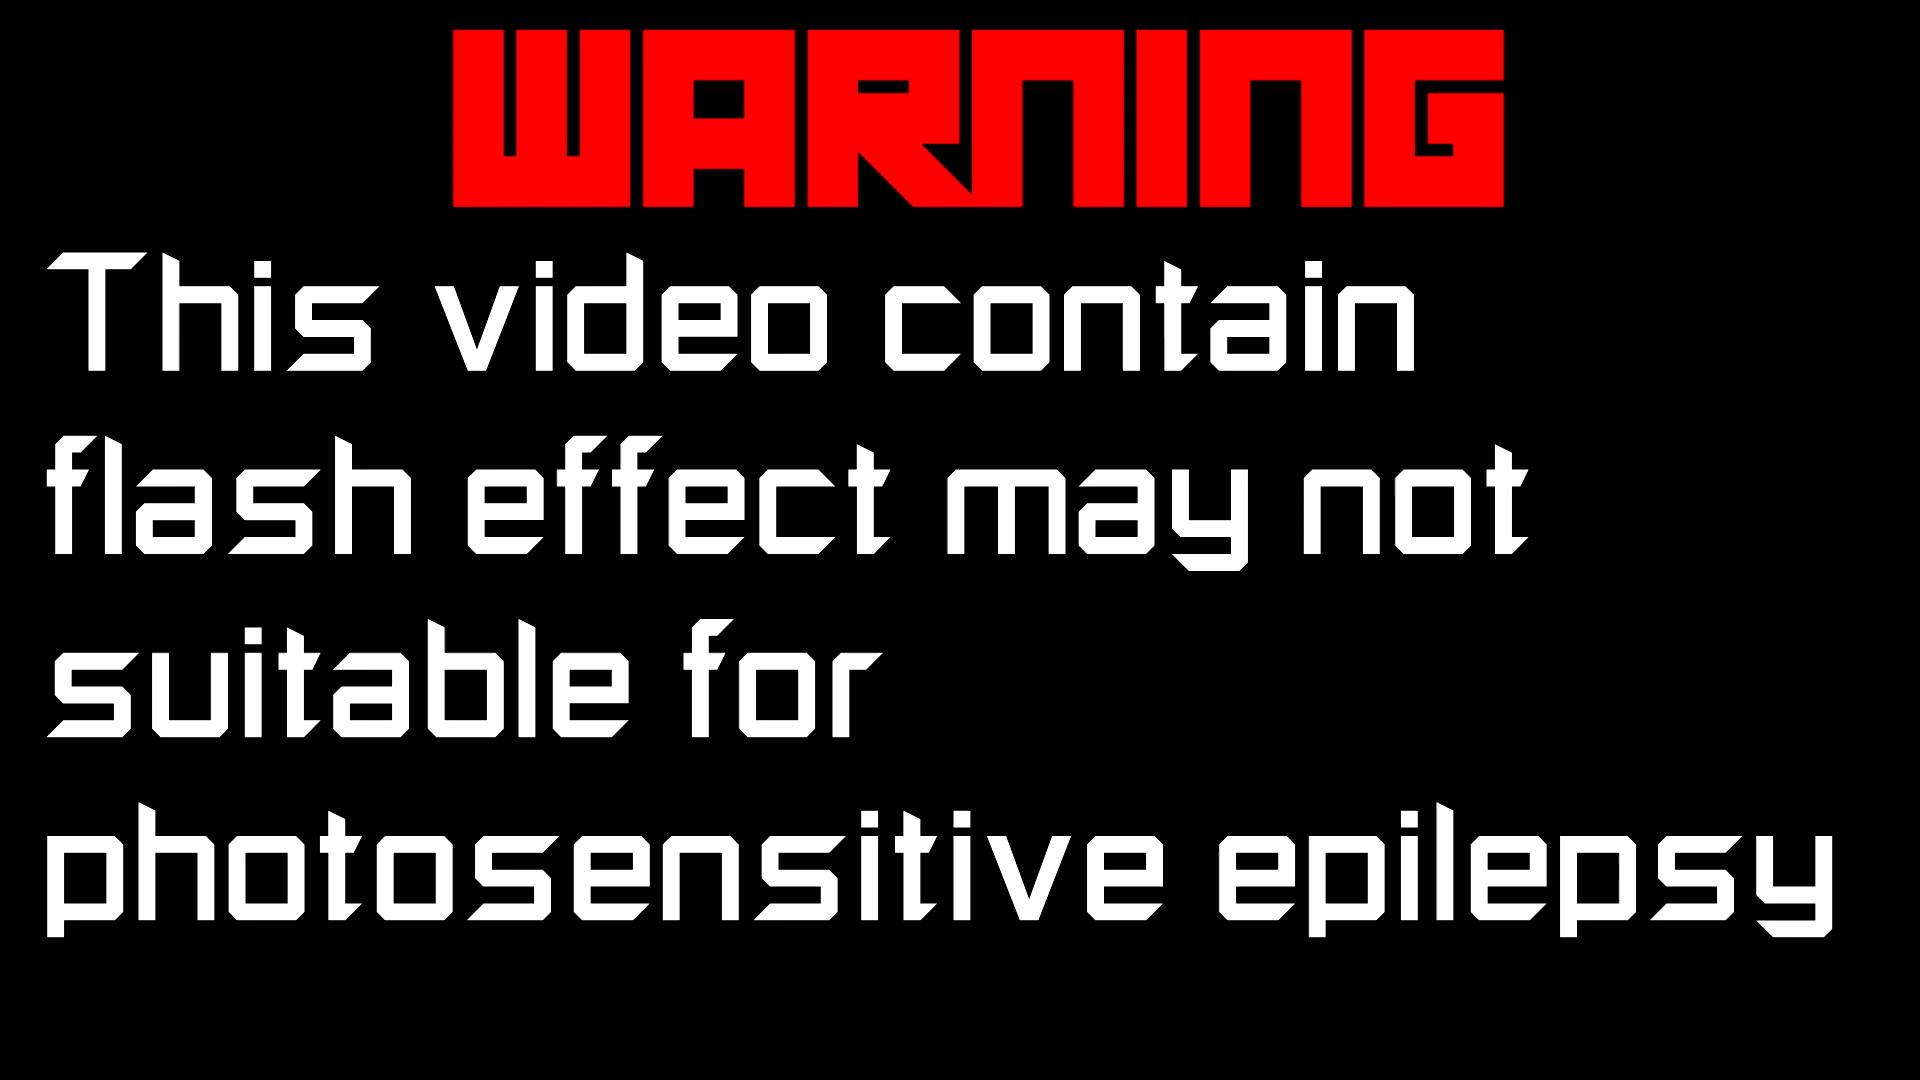 WARNING
This video contain
flash effect may not
suitable for
photosensitive epilepsy